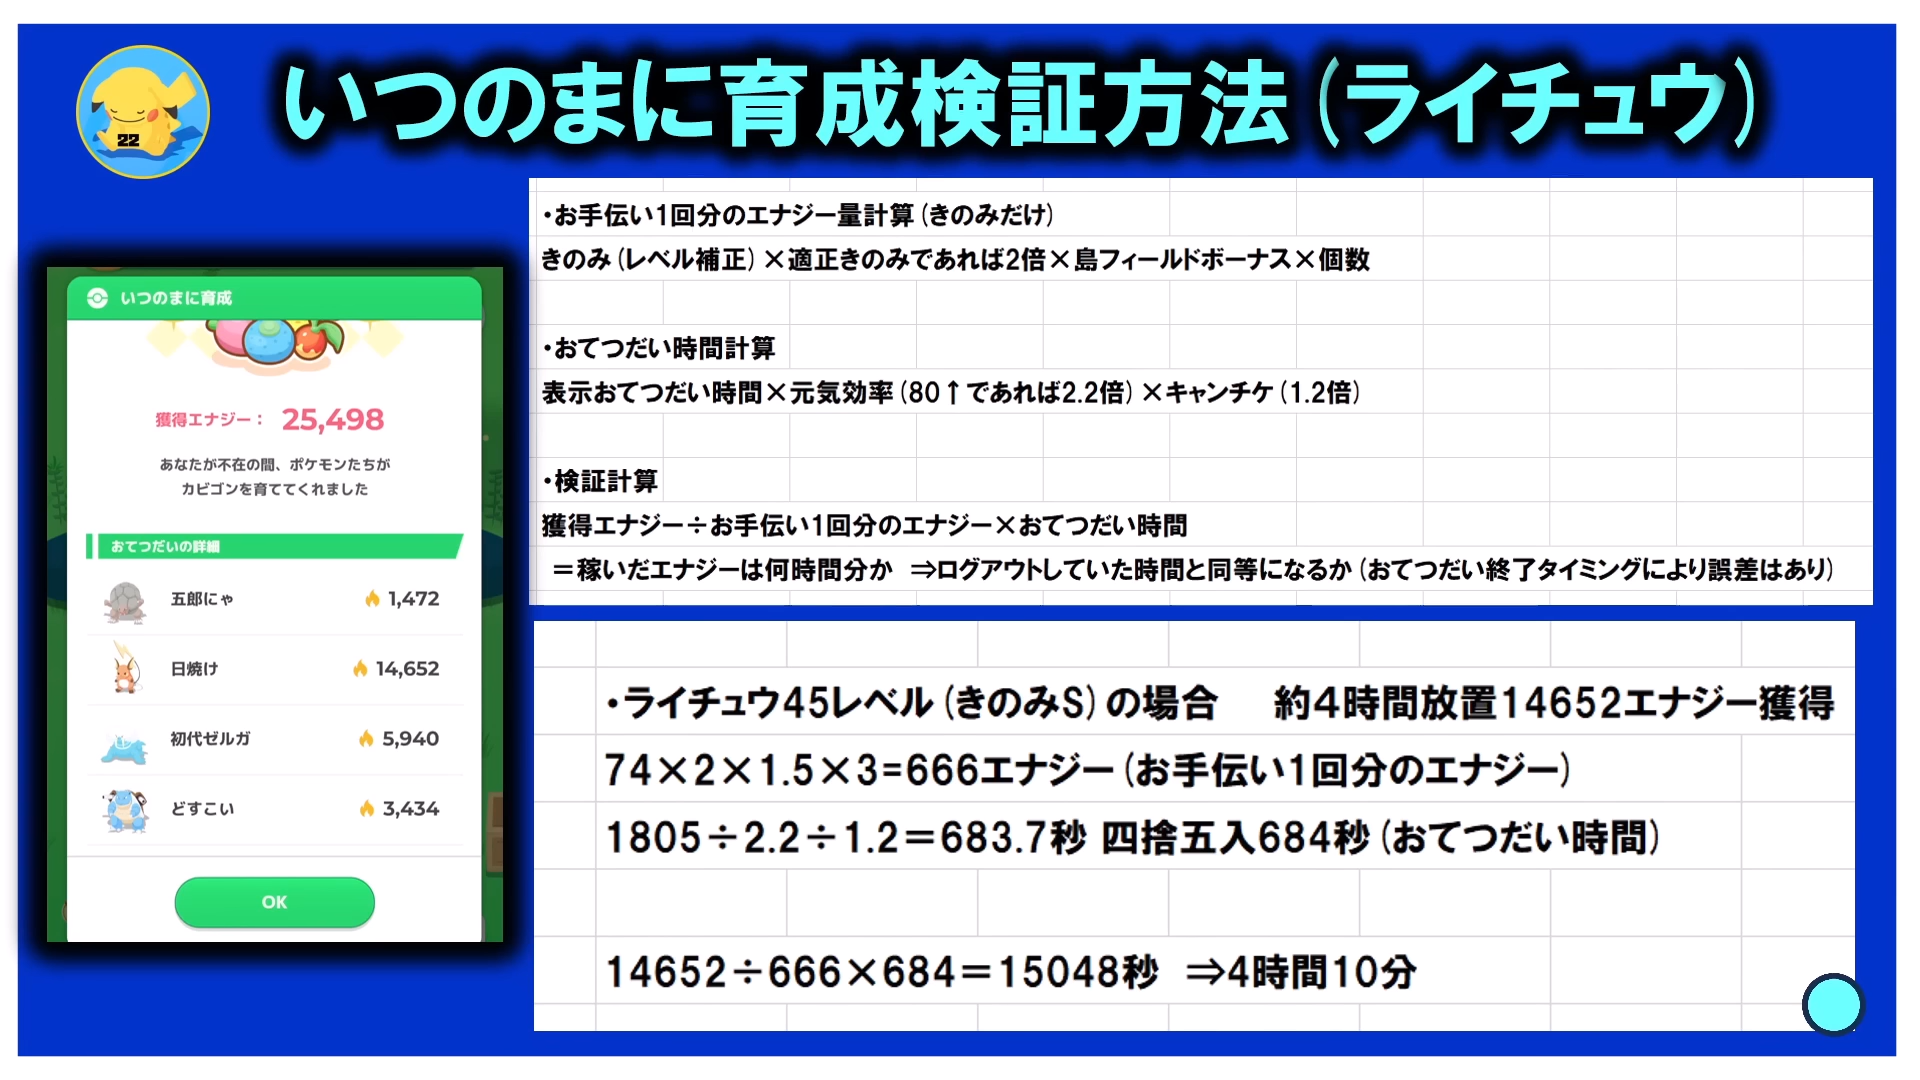 いつのまに育成検証方法(ライチュウ)
22
いつのまに育成
獲得エナジー： 25,498
あなたが不在の間、ポケモンたちが
カビゴンを育ててくれました
おてつだいの詳細
五郎にゃ 1,472
日焼け 14,652
初代ゼルガ 5,940
どすこい 3,434
OK
・お手伝い1回分のエナジー量計算(きのみだけ)
きのみ(レベル補正)×適正きのみであれば2倍×島フィールドボーナス×個数
・おてつだい時間計算
表示おてつだい時間×元気効率(80↑であれば2.2倍)×キャンチケ(1.2倍)
・検証計算
獲得エナジー÷お手伝い1回分のエナジー×おてつだい時間
＝稼いだエナジーは何時間分か ⇒ログアウトしていた時間と同等になるか(おてつだい終了タイミングにより誤差はあり)
・ライチュウ45レベル(きのみS)の場合 約4時間放置14652エナジー獲得
74×2×1.5×3=666エナジー(お手伝い1回分のエナジー)
1805÷2.2÷1.2＝683.7秒 四捨五入684秒(おてつだい時間)
14652÷666×684＝15048秒 ⇒4時間10分